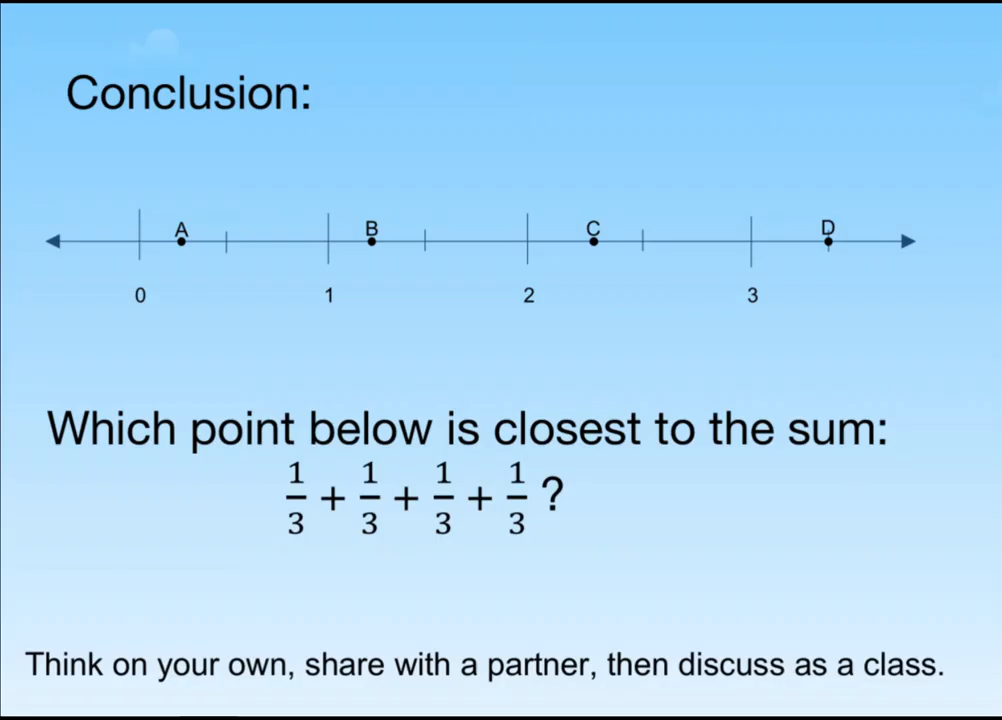 Conclusion:
A B C D
0 1 2 3
Which point below is closest to the sum:
1/3 + 1/3 + 1/3 + 1/3 ?
Think on your own, share with a partner, then discuss as a class.